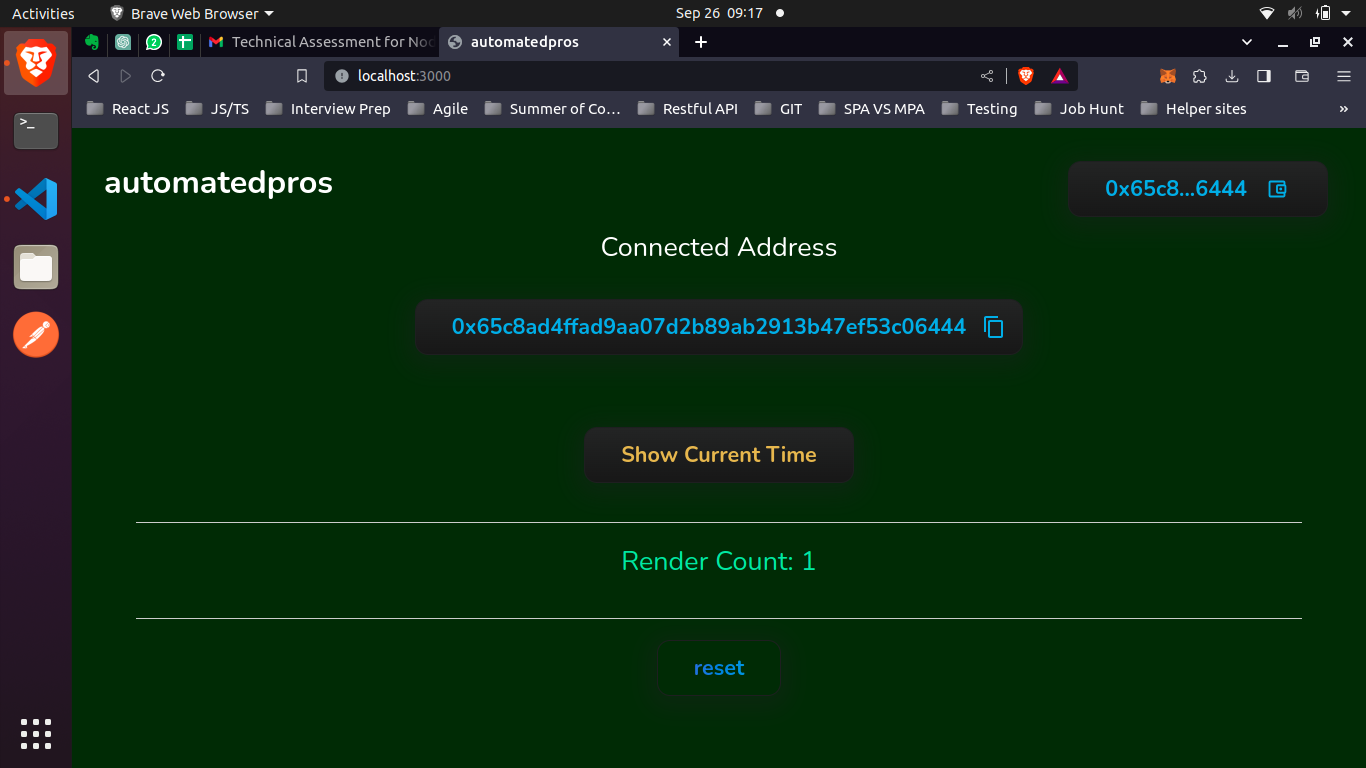 Activities Brave Web Browser Sep 26 09:17
2 Technical Assessment for automatedpros
localhost:3000
React JS JS/TS Interview Prep Agile Summer of Co... Restful API GIT SPA VS MPA Testing Job Hunt Helper sites »
automatedpros
0x65c8...6444
Connected Address
0x65c8ad4ffad9aa07d2b89ab2913b47ef53c06444
Show Current Time
Render Count: 1
reset